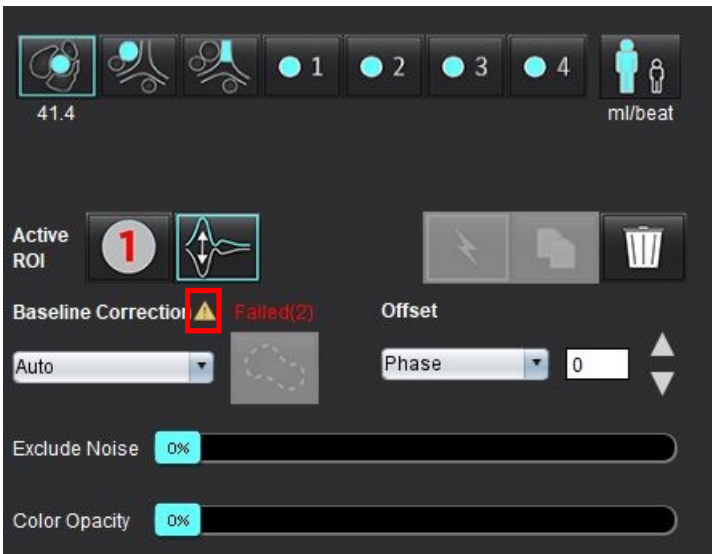 1 2 3 4
41.4 ml/beat
Active
ROI
1
Baseline Correction Failed(2) Offset
Auto Phase 0
Exclude Noise 0%
Color Opacity 0%